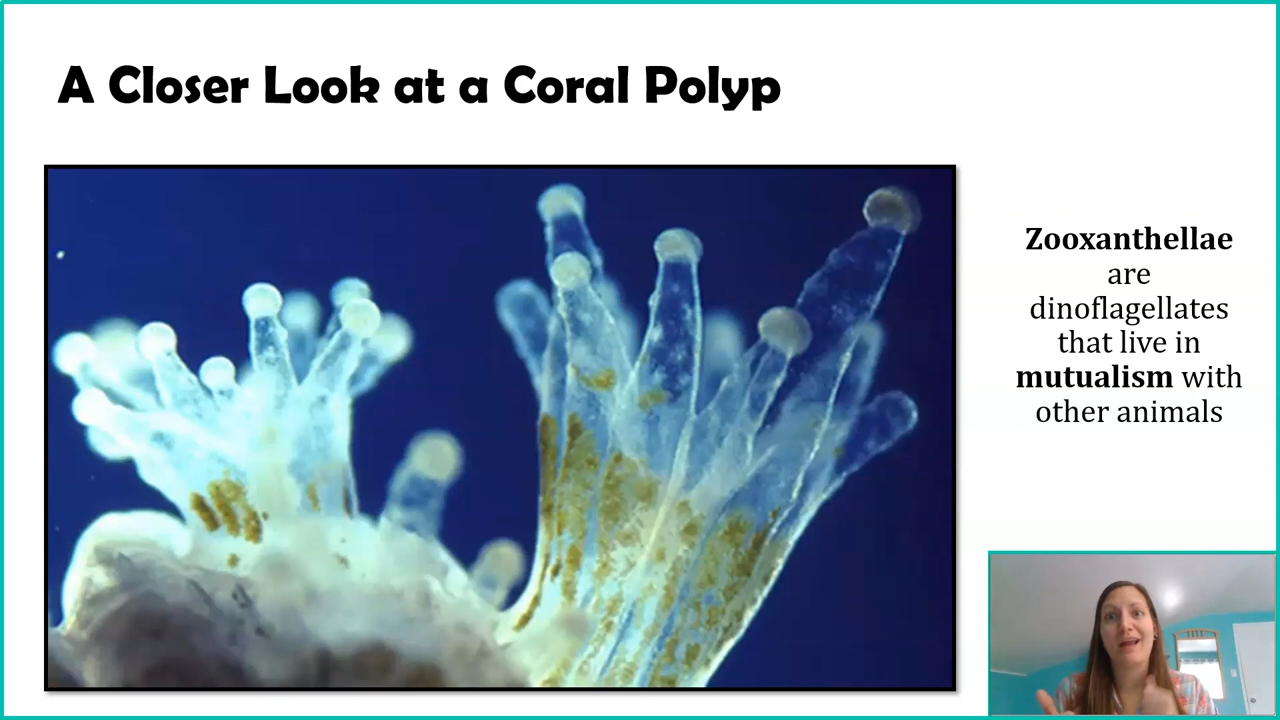 A Closer Look at a Coral Polyp
Zooxanthellae
are
dinoflagellates
that live in
mutualism with
other animals